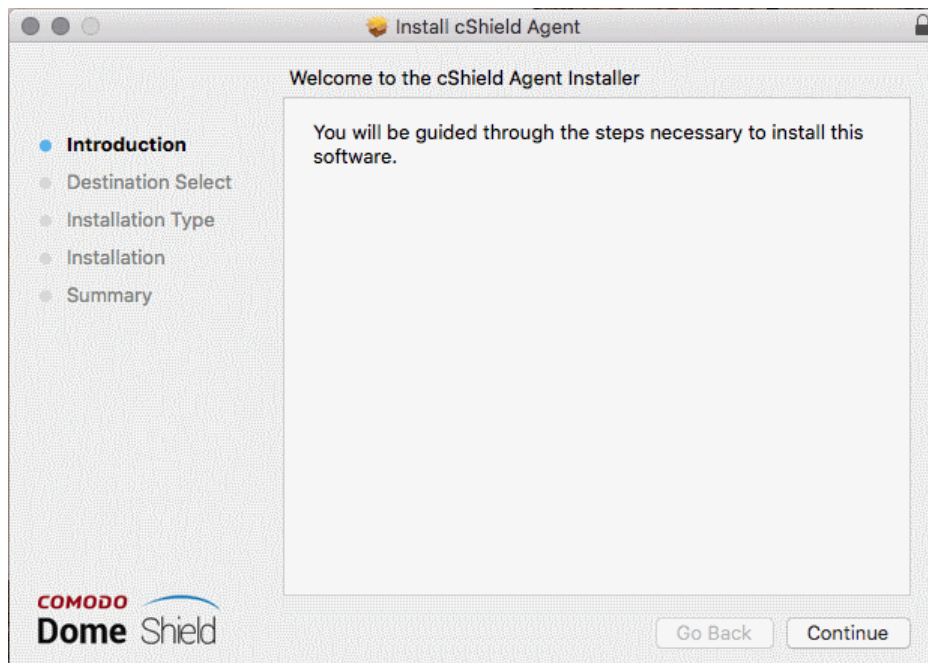 Install cShield Agent
Welcome to the cShield Agent Installer
Introduction
Destination Select
Installation Type
Installation
Summary
You will be guided through the steps necessary to install this
software.
COMODO
Dome Shield
Go Back
Continue